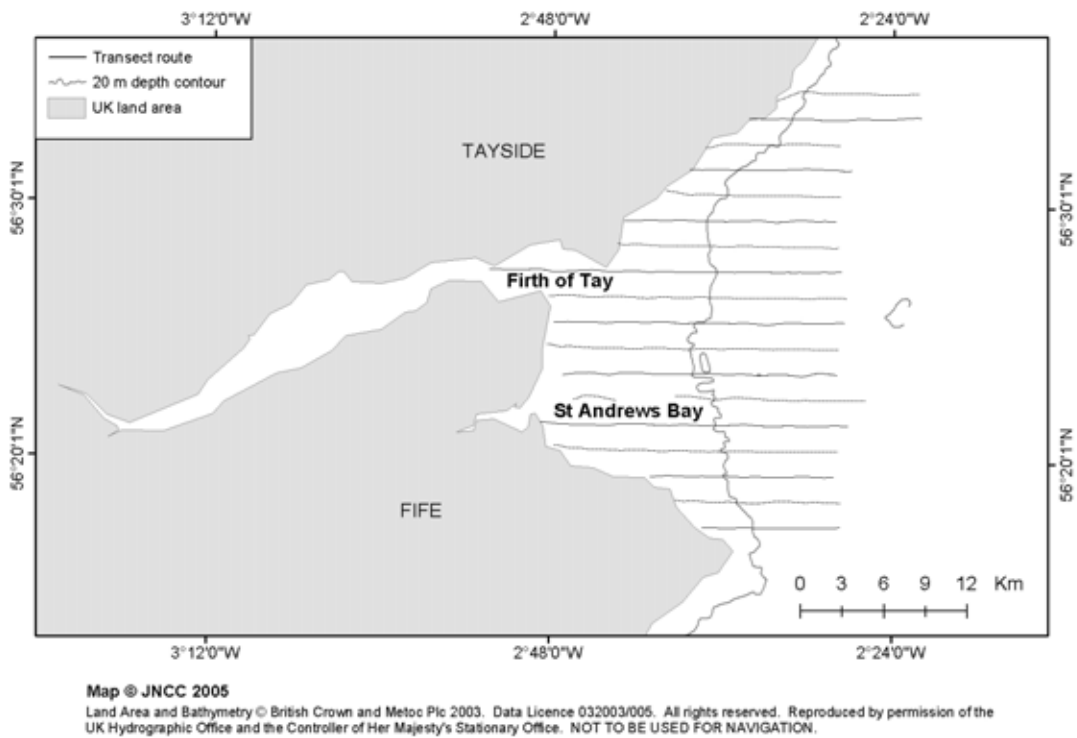 3°12'0"W 2°48'0"W 2°24'0"W
Transect route
20 m depth contour
UK land area
TAYSIDE
56°30'1"N
56°30'1"N
Firth of Tay
St Andrews Bay
56°20'1"N
56°20'1"N
FIFE
0 3 6 9 12 Km
3°12'0"W 2°48'0"W 2°24'0"W
Map © JNCC 2005
Land Area and Bathymetry © British Crown and Metoc Plc 2003. Data Licence 032003/005. All rights reserved. Reproduced by permission of the
UK Hydrographic Office and the Controller of Her Majesty's Stationary Office. NOT TO BE USED FOR NAVIGATION.